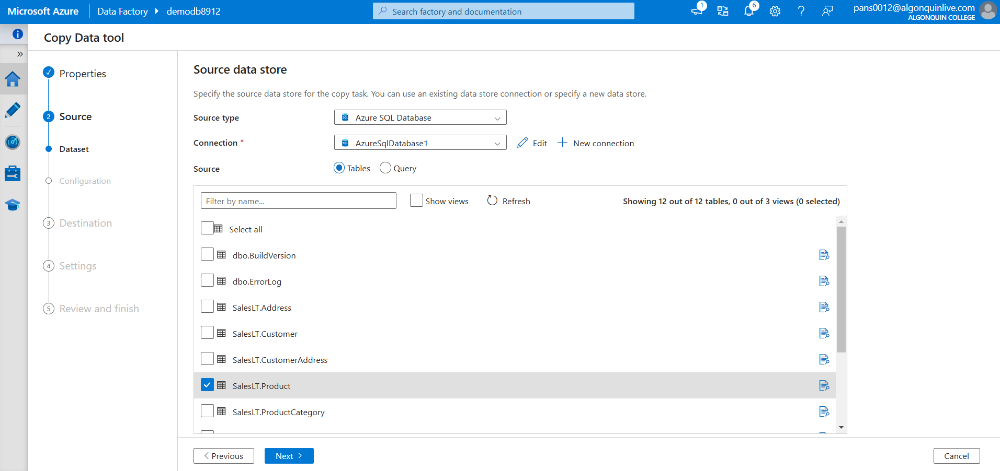 Microsoft Azure Data Factory demodb8912 Search factory and documentation 1 6 pans0012@algonquinlive.com
ALGONQUIN COLLEGE
Copy Data tool
Properties
2 Source
Dataset
Configuration
3 Destination
4 Settings
5 Review and finish
Source data store
Specify the source data store for the copy task. You can use an existing data store connection or specify a new data store.
Source type SQL Azure SQL Database
Connection * SQL AzureSqlDatabase1 Edit New connection
Source Tables Query
Filter by name... Show views Refresh Showing 12 out of 12 tables, 0 out of 3 views (0 selected)
Select all
dbo.BuildVersion
dbo.ErrorLog
SalesLT.Address
SalesLT.Customer
SalesLT.CustomerAddress
SalesLT.Product
SalesLT.ProductCategory
Previous Next Cancel